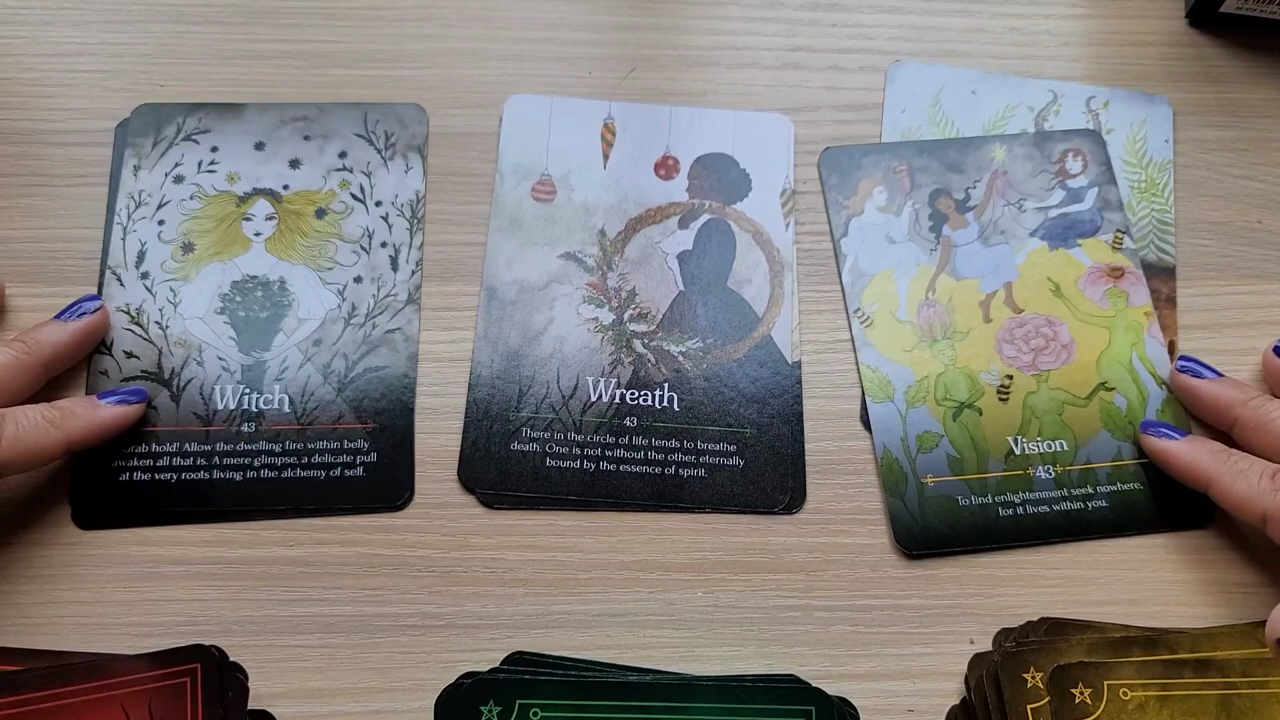 Witch
43
hold! Allow the dwelling fire within belly
awaken all that is. A mere glimpse, a delicate pull
at the very roots living in the alchemy of self.
Wreath
43
There in the circle of life tends to breathe
death. One is not without the other, eternally
bound by the essence of spirit.
Vision
43
To find enlightenment seek nowhere,
for it lives within you.